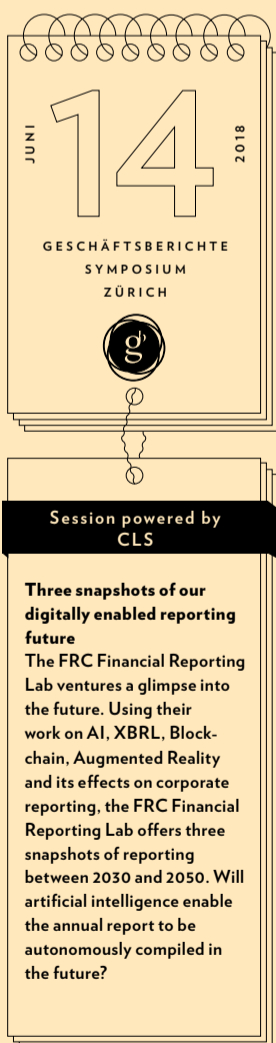 JUNI
14
2018
GESCHÄFTSBERICHTE
SYMPOSIUM
ZÜRICH
g
Session powered by
CLS
Three snapshots of our
digitally enabled reporting
future
The FRC Financial Reporting
Lab ventures a glimpse into
the future. Using their
work on AI, XBRL, Block-
chain, Augmented Reality
and its effects on corporate
reporting, the FRC Financial
Reporting Lab offers three
snapshots of reporting
between 2030 and 2050. Will
artificial intelligence enable
the annual report to be
autonomously compiled in
the future?